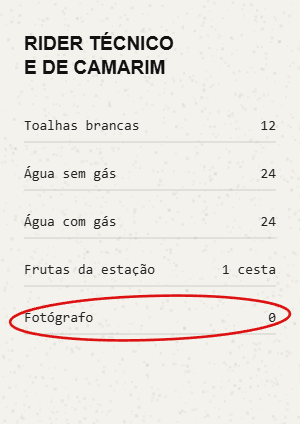 RIDER TÉCNICO
E DE CAMARIM
Toalhas brancas 12
Água sem gás 24
Água com gás 24
Frutas da estação 1 cesta
Fotógrafo 0